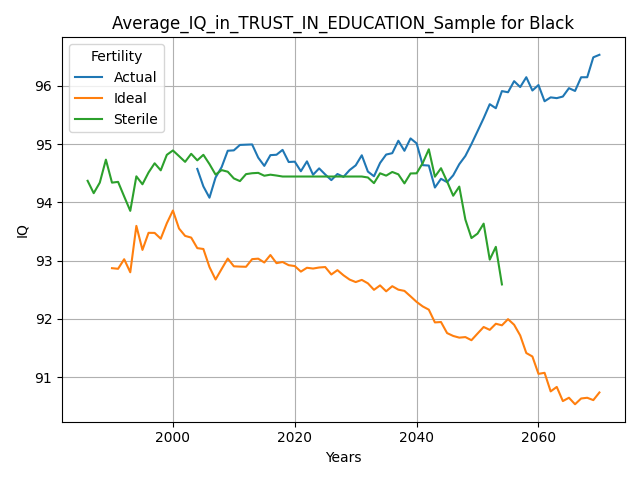 Average_IQ_in_TRUST_IN_EDUCATION_Sample for Black
Fertility
Actual
Ideal
Sterile
96
95
94
93
92
91
IQ
2000
2020
2040
2060
Years